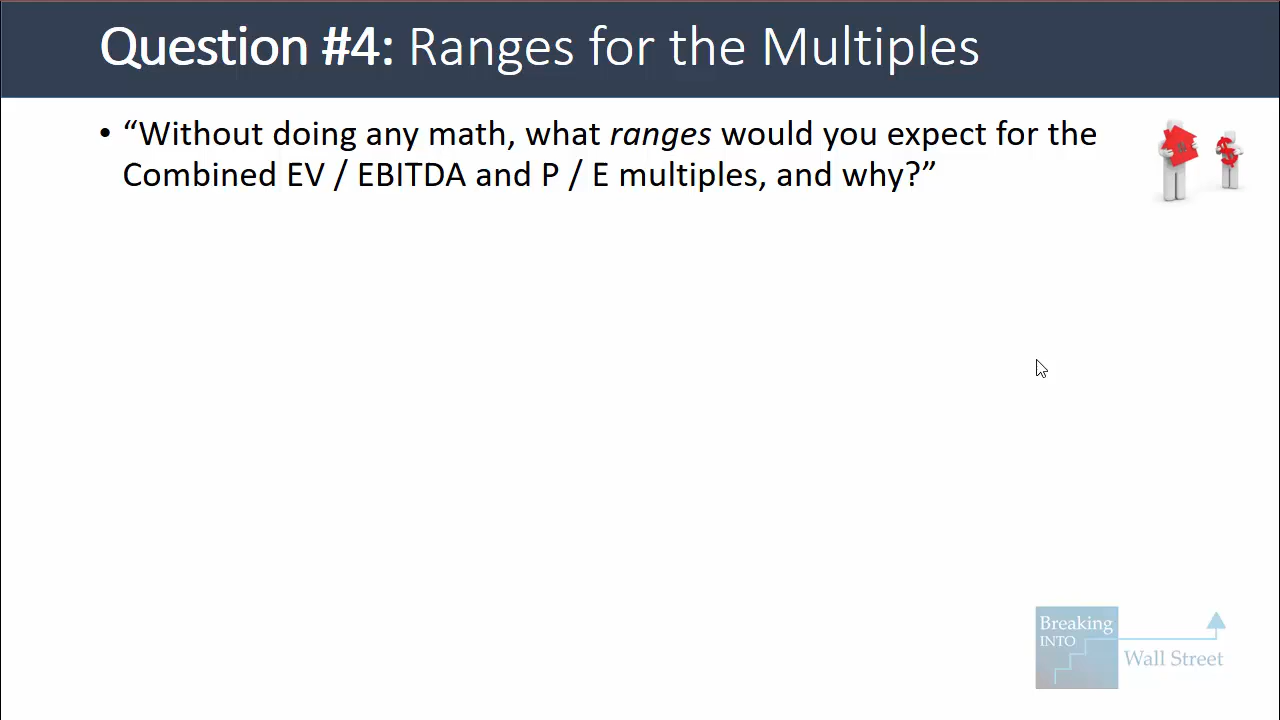 Question #4: Ranges for the Multiples
• “Without doing any math, what ranges would you expect for the
Combined EV / EBITDA and P / E multiples, and why?”
Breaking
INTO
Wall Street